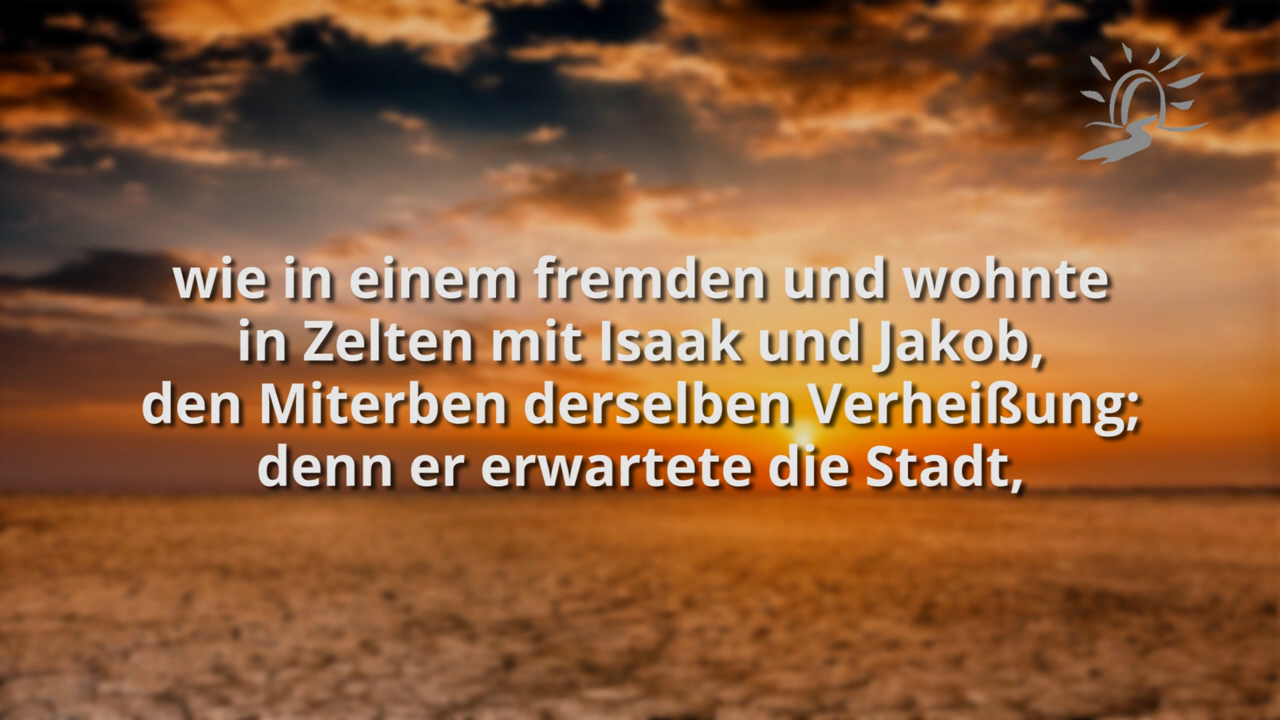 wie in einem fremden und wohnte
in Zelten mit Isaak und Jakob,
den Miterben derselben Verheißung;
denn er erwartete die Stadt,